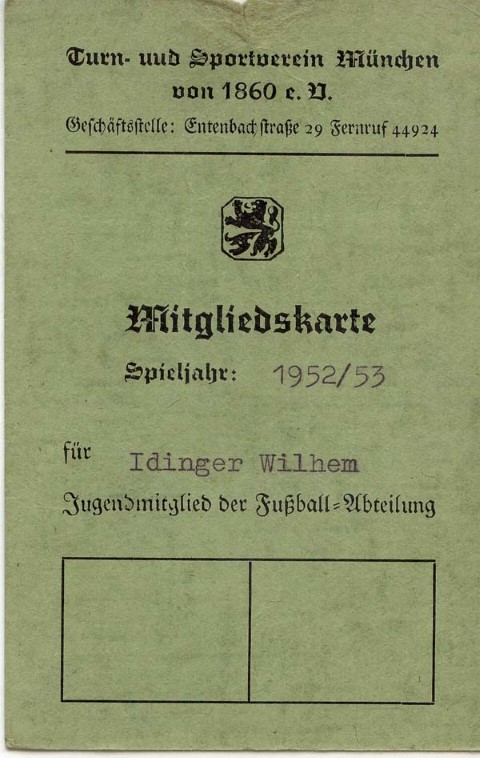 Turn- und Sportverein München
von 1860 e. V.
Geschäftsstelle: Entenbachstraße 29 Fernruf 44924
Mitgliedskarte
Spieljahr: 1952/53
für Idinger Wilhem
Jugendmitglied der Fußball-Abteilung